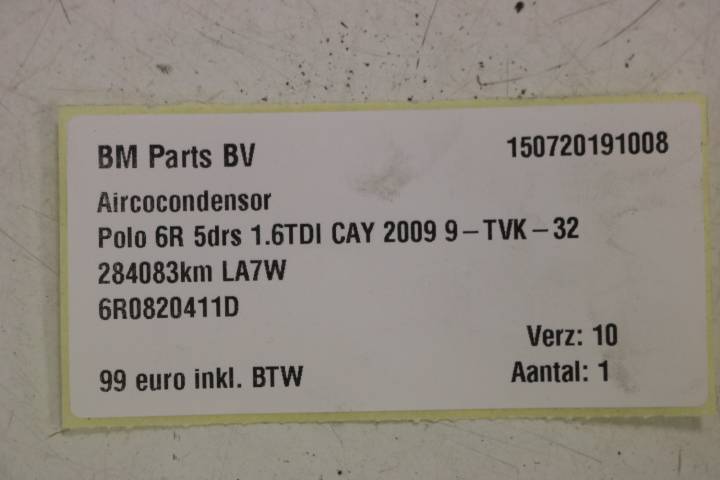 BM Parts BV 150720191008
Aircocondensor
Polo 6R 5drs 1.6TDI CAY 2009 9-TVK-32
284083km LA7W
6R0820411D
Verz: 10
99 euro inkl. BTW Aantal: 1